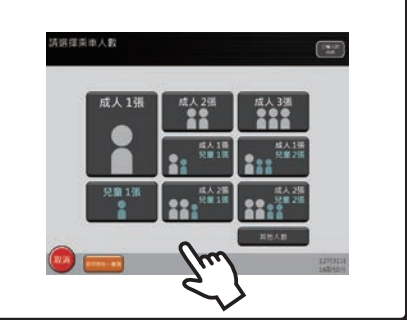 請選擇乘車人數
成人 1張
成人 2張
成人 3張
成人 1張
兒童 1張
成人 1張
兒童 2張
兒童 1張
成人 2張
兒童 1張
成人 2張
兒童 2張
其他人數
取消